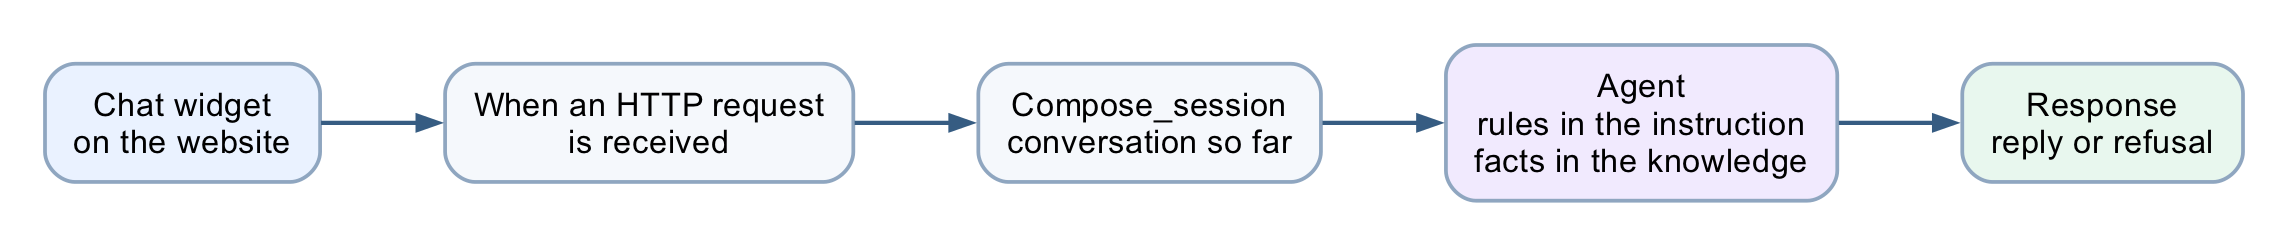 Chat widget
on the website
When an HTTP request
is received
Compose_session
conversation so far
Agent
rules in the instruction
facts in the knowledge
Response
reply or refusal